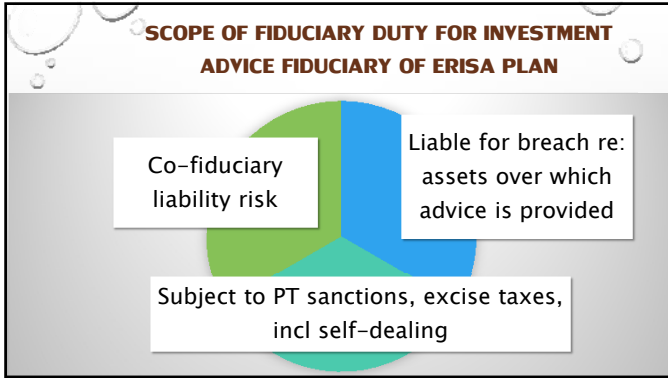 SCOPE OF FIDUCIARY DUTY FOR INVESTMENT
ADVICE FIDUCIARY OF ERISA PLAN
Co-fiduciary
liability risk
Liable for breach re:
assets over which
advice is provided
Subject to PT sanctions, excise taxes,
incl self-dealing